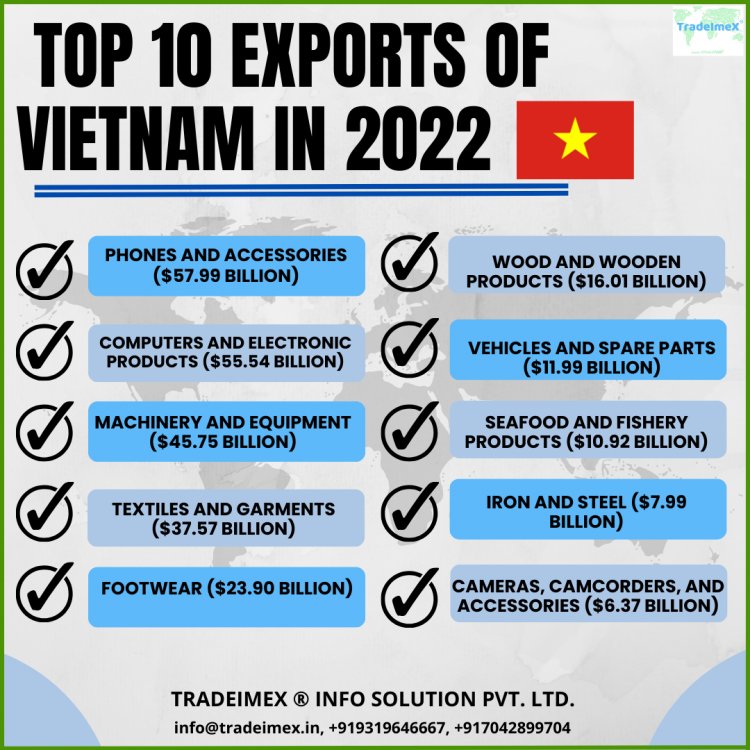 TradeImeX
TOP 10 EXPORTS OF
VIETNAM IN 2022
PHONES AND ACCESSORIES
($57.99 BILLION)
COMPUTERS AND ELECTRONIC
PRODUCTS ($55.54 BILLION)
MACHINERY AND EQUIPMENT
($45.75 BILLION)
TEXTILES AND GARMENTS
($37.57 BILLION)
FOOTWEAR ($23.90 BILLION)
WOOD AND WOODEN
PRODUCTS ($16.01 BILLION)
VEHICLES AND SPARE PARTS
($11.99 BILLION)
SEAFOOD AND FISHERY
PRODUCTS ($10.92 BILLION)
IRON AND STEEL ($7.99
BILLION)
CAMERAS, CAMCORDERS, AND
ACCESSORIES ($6.37 BILLION)
TRADEIMEX ® INFO SOLUTION PVT. LTD.
info@tradeimex.in, +919319646667, +917042899704